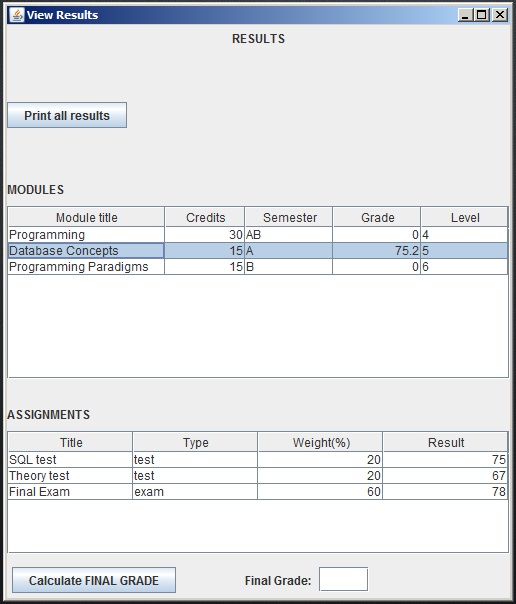 View Results
RESULTS
Print all results
MODULES
Module title Credits Semester Grade Level
Programming 30 AB 0 4
Database Concepts 15 A 75.2 5
Programming Paradigms 15 B 0 6
ASSIGNMENTS
Title Type Weight(%) Result
SQL test test 20 75
Theory test test 20 67
Final Exam exam 60 78
Calculate FINAL GRADE Final Grade: